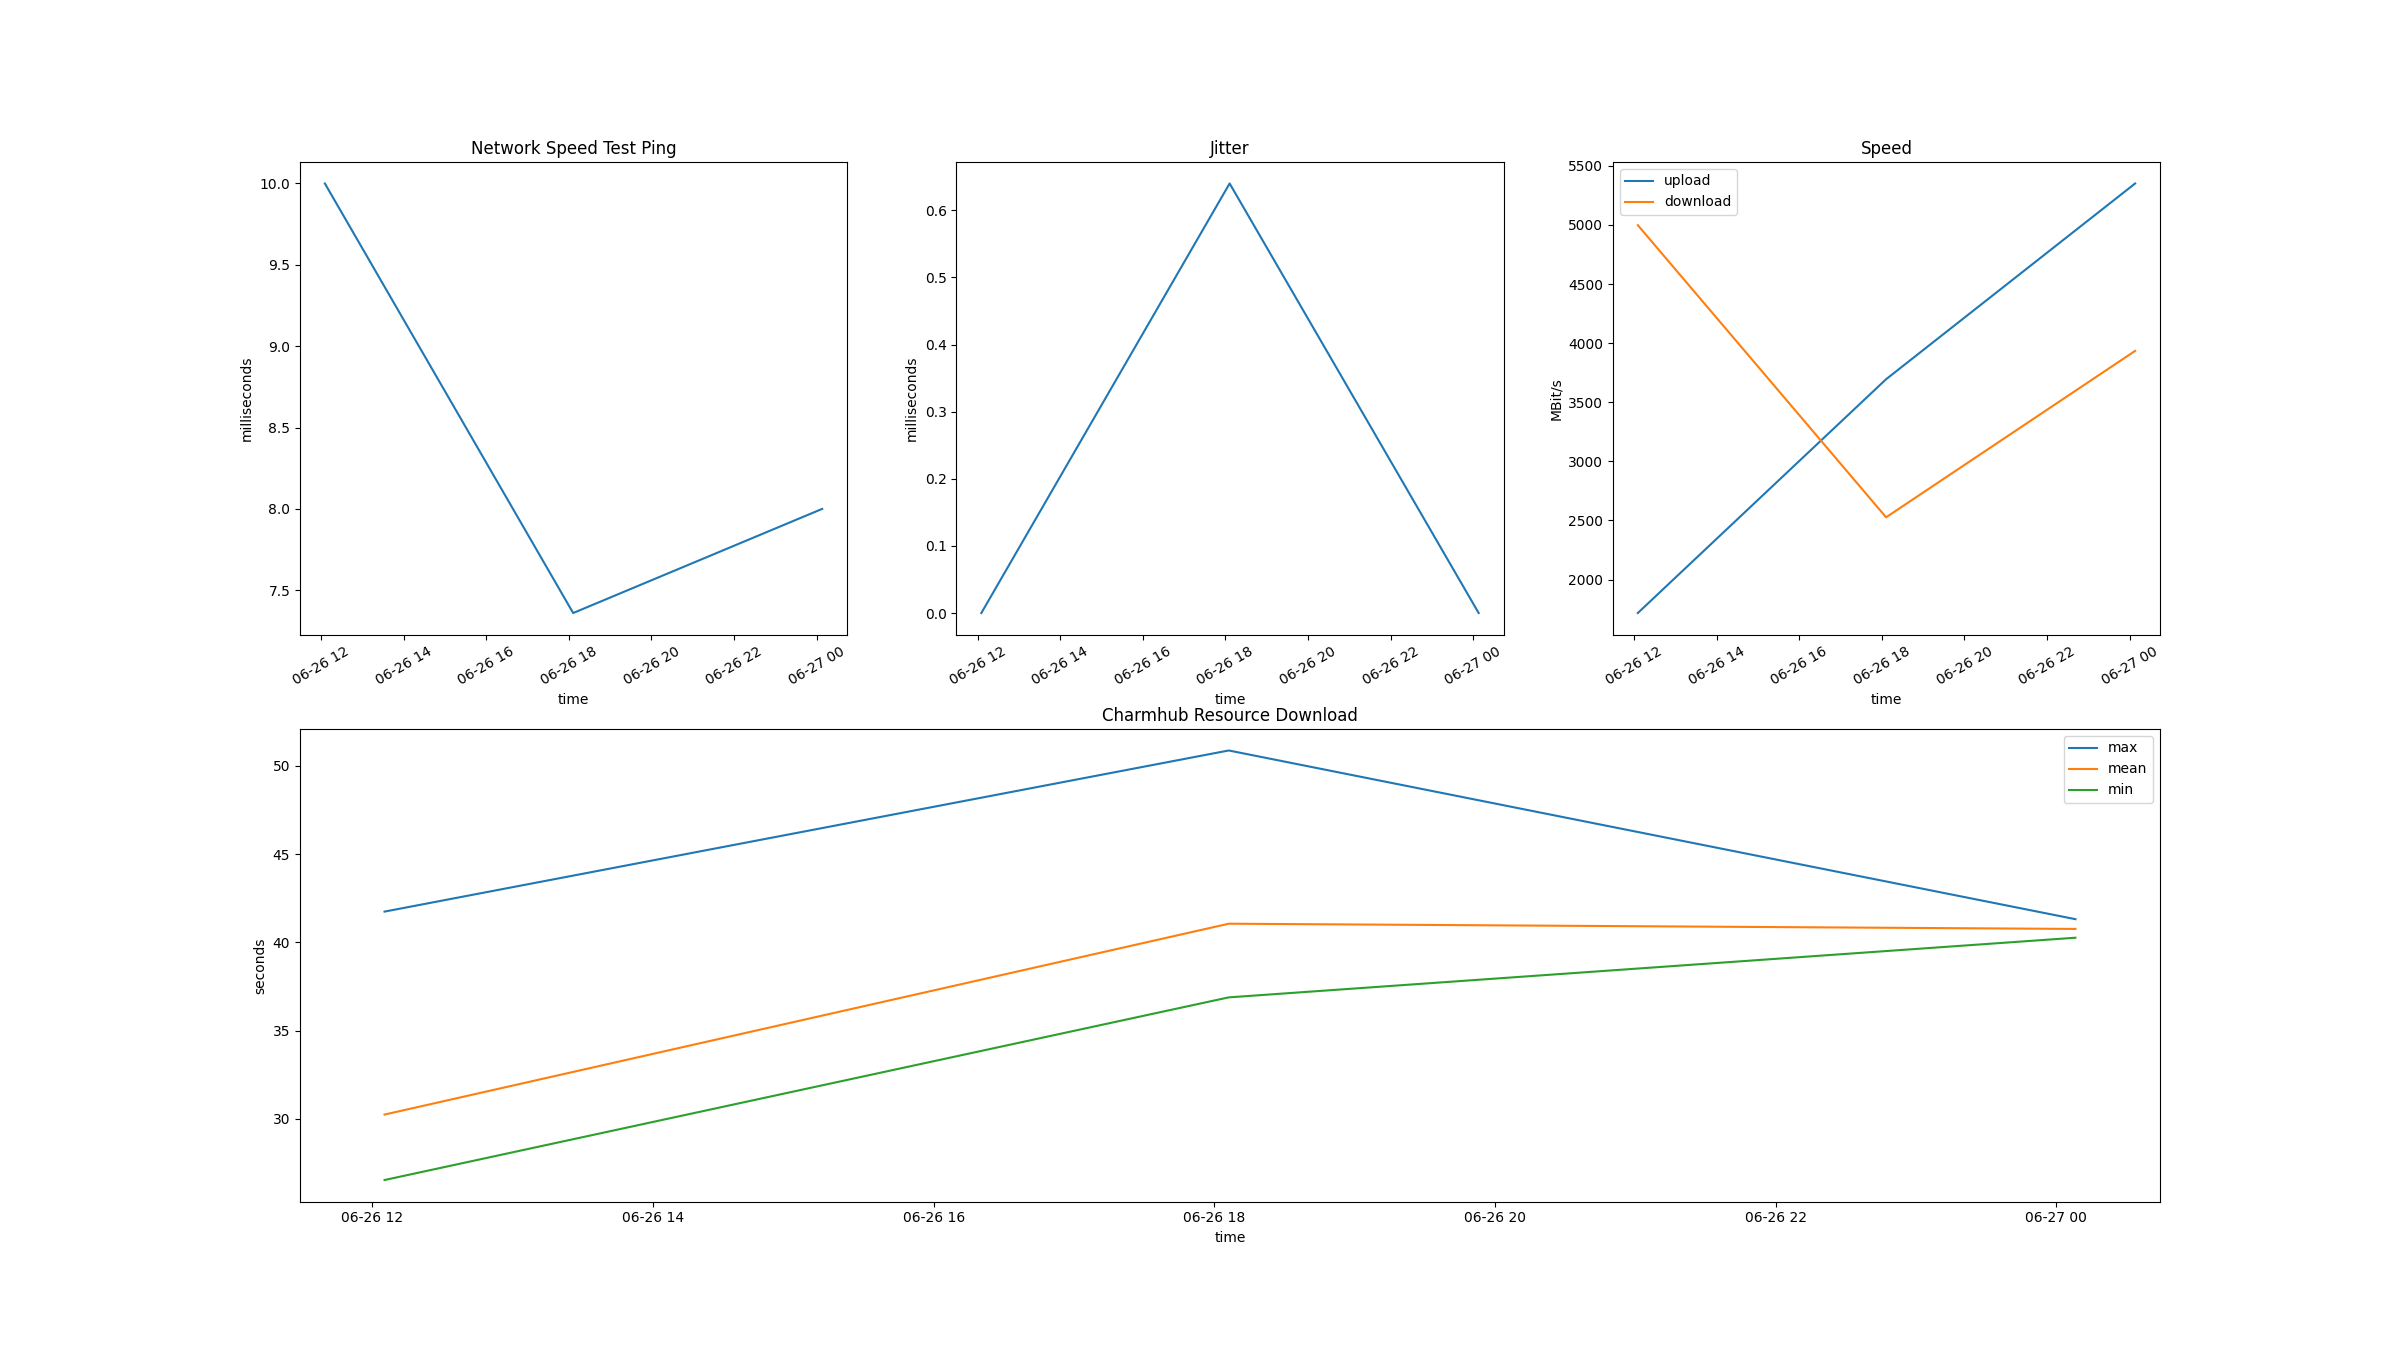 Network Speed Test Ping
10.0
9.5
9.0
8.5
8.0
7.5
milliseconds
06-26 12 06-26 14 06-26 16 06-26 18 06-26 20 06-26 22 06-27 00
time
Jitter
0.6
0.5
0.4
0.3
0.2
0.1
0.0
milliseconds
06-26 12 06-26 14 06-26 16 06-26 18 06-26 20 06-26 22 06-27 00
time
Speed
upload
download
5500
5000
4500
4000
3500
3000
2500
2000
MBit/s
06-26 12 06-26 14 06-26 16 06-26 18 06-26 20 06-26 22 06-27 00
time
Charmhub Resource Download
max
mean
min
50
45
40
35
30
seconds
06-26 12 06-26 14 06-26 16 06-26 18 06-26 20 06-26 22 06-27 00
time